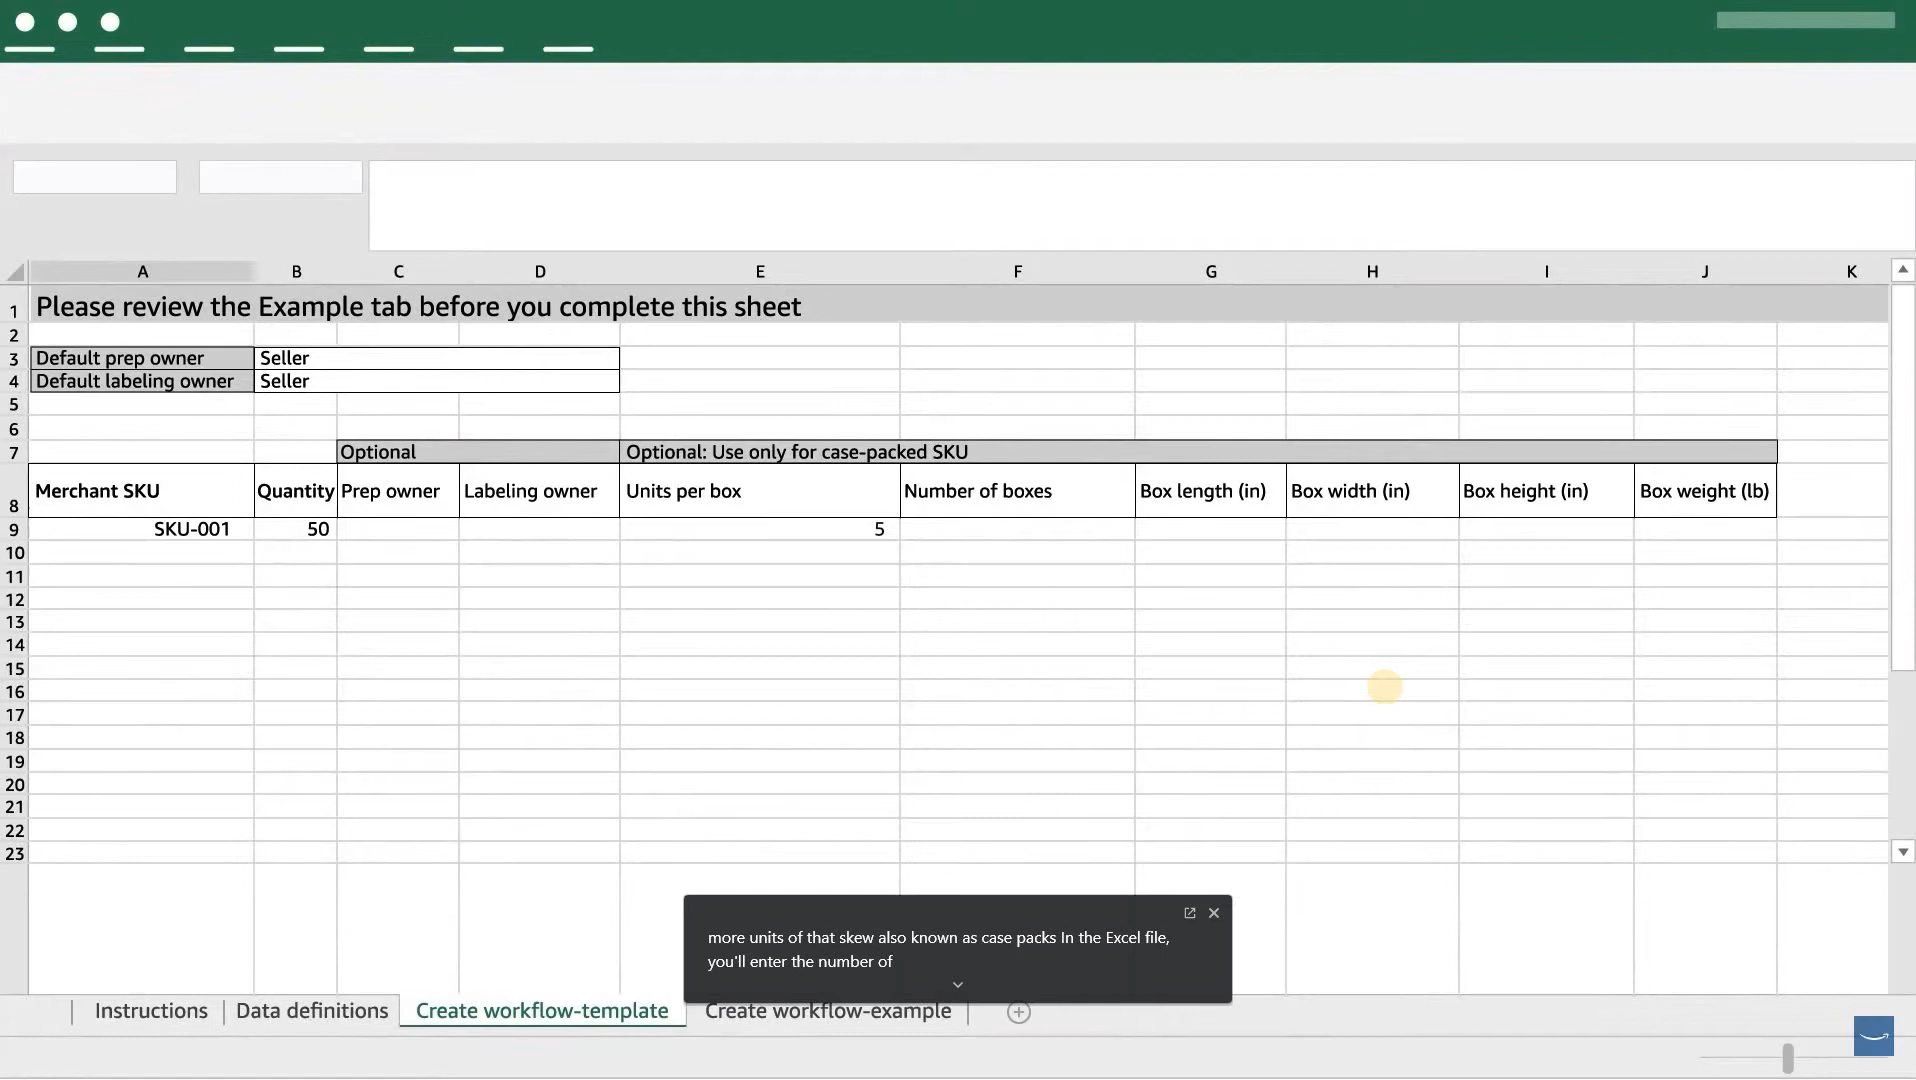 A B C D E F G H I J K
1 Please review the Example tab before you complete this sheet
2
3 Default prep owner Seller
4 Default labeling owner Seller
5
6
7 Optional Optional: Use only for case-packed SKU
8 Merchant SKU Quantity Prep owner Labeling owner Units per box Number of boxes Box length (in) Box width (in) Box height (in) Box weight (lb)
9 SKU-001 50 5
10
11
12
13
14
15
16
17
18
19
20
21
22
23
more units of that skew also known as case packs In the Excel file,
you'll enter the number of
Instructions Data definitions Create workflow-template Create workflow-example